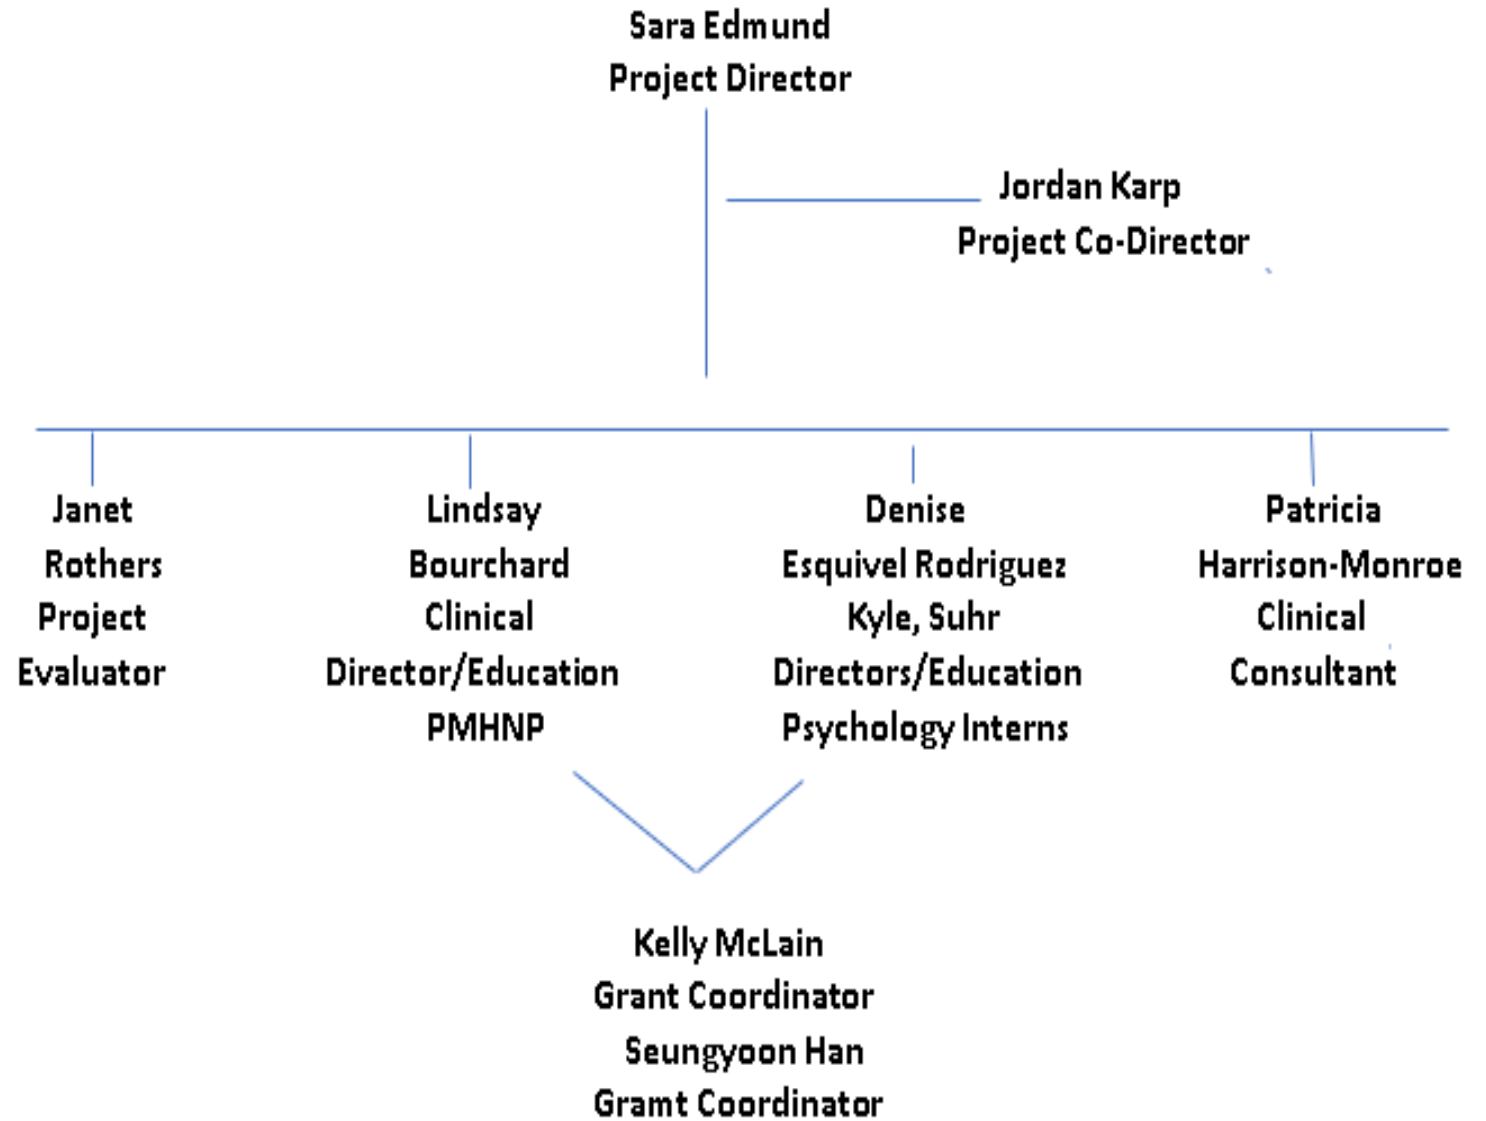 Sara Edmund
Project Director
Jordan Karp
Project Co-Director
Janet
Rothers
Project
Evaluator
Lindsay
Bourchard
Clinical
Director/Education
PMHNP
Denise
Esquivel Rodriguez
Kyle, Suhr
Directors/Education
Psychology Interns
Patricia
Harrison-Monroe
Clinical
Consultant
Kelly McLain
Grant Coordinator
Seungyoon Han
Gramt Coordinator